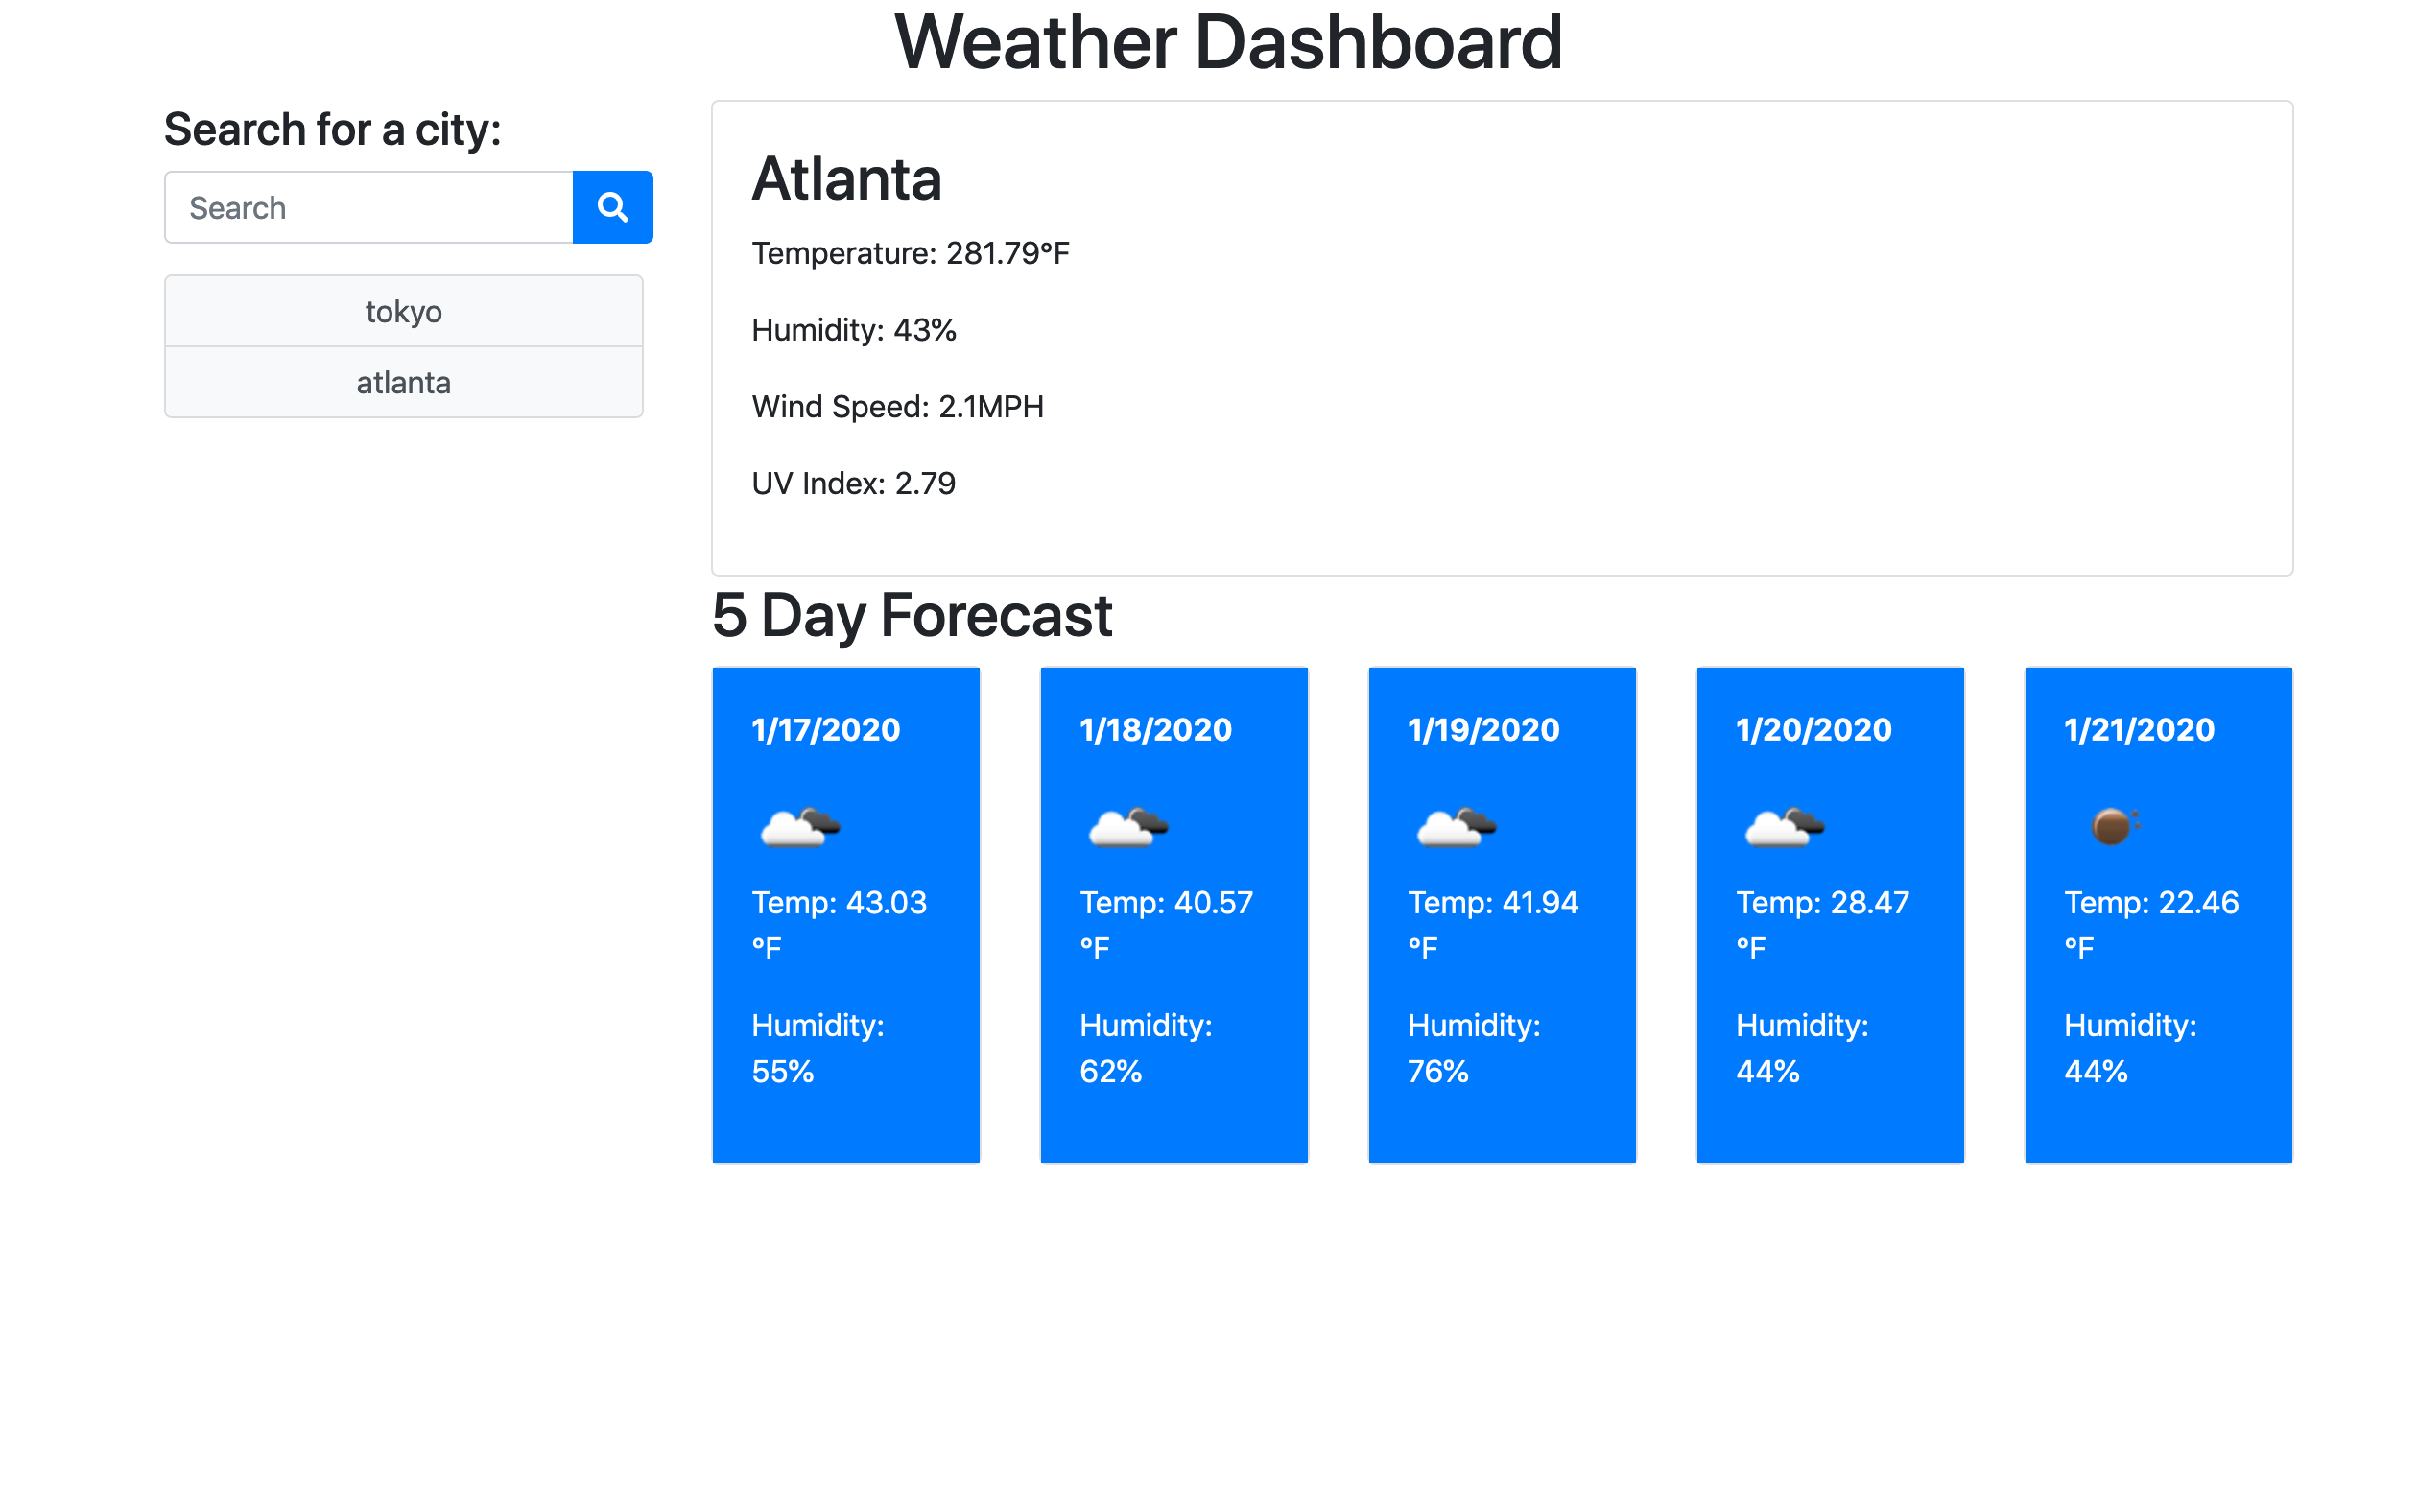 Weather Dashboard
Search for a city:
Search
tokyo
atlanta
Atlanta
Temperature: 281.79°F
Humidity: 43%
Wind Speed: 2.1MPH
UV Index: 2.79
5 Day Forecast
1/17/2020
Temp: 43.03
°F
Humidity:
55%
1/18/2020
Temp: 40.57
°F
Humidity:
62%
1/19/2020
Temp: 41.94
°F
Humidity:
76%
1/20/2020
Temp: 28.47
°F
Humidity:
44%
1/21/2020
Temp: 22.46
°F
Humidity:
44%